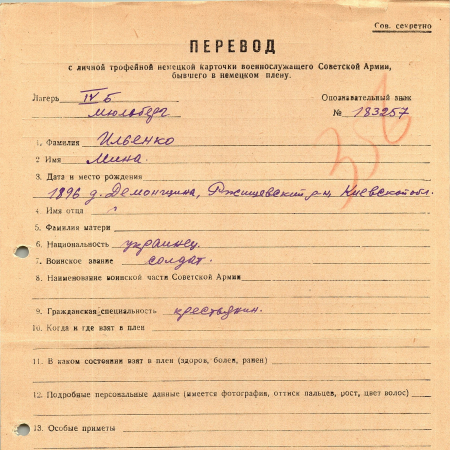 Сов. секретно
ПЕРЕВОД
с личной трофейной немецкой карточки военнослужащего Советской Армии,
бывшего в немецком плену.
Лагерь IV Б Опознавательный знак
Мюльберг № 183257
356
1. Фамилия Ильенко
2 Имя Мина.
3. Дата и место рождения
1896 д. Демонщина, Ржищевский р-н, Киевской обл.
4. Имя отца
5. Фамилия матери
6. Национальность украинец.
7. Воинское звание солдат.
8. Наименование воинской части Советской Армии
9. Гражданская специальность крестьянин.
10. Когда и где взят в плен
11. В каком состоянии взят в плен (здоров, болен, ранен)
12. Подробные персональные данные (имеется фотография, оттиск пальцев, рост, цвет волос)
13. Особые приметы